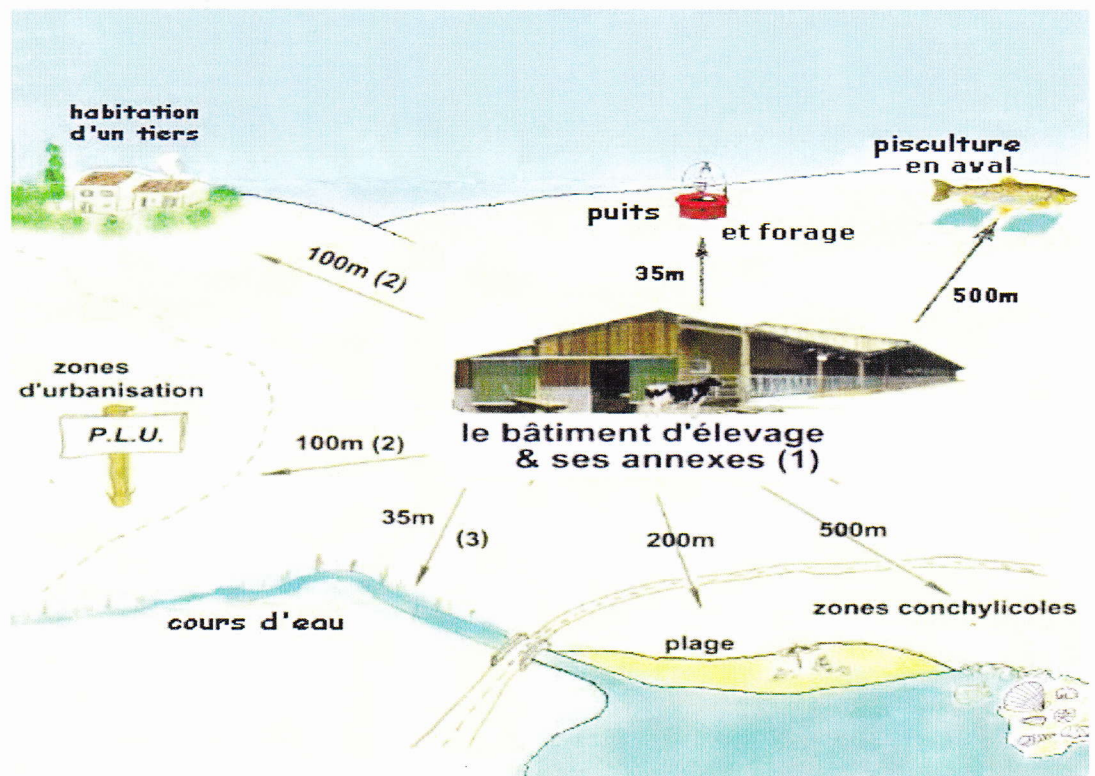 habitation
d'un tiers
pisculture
en aval
puits
et forage
100m (2)
35m
500m
zones
d'urbanisation
P.L.U.
le bâtiment d'élevage
& ses annexes (1)
100m (2)
35m
(3)
200m
500m
zones conchylicoles
cours d'eau
plage